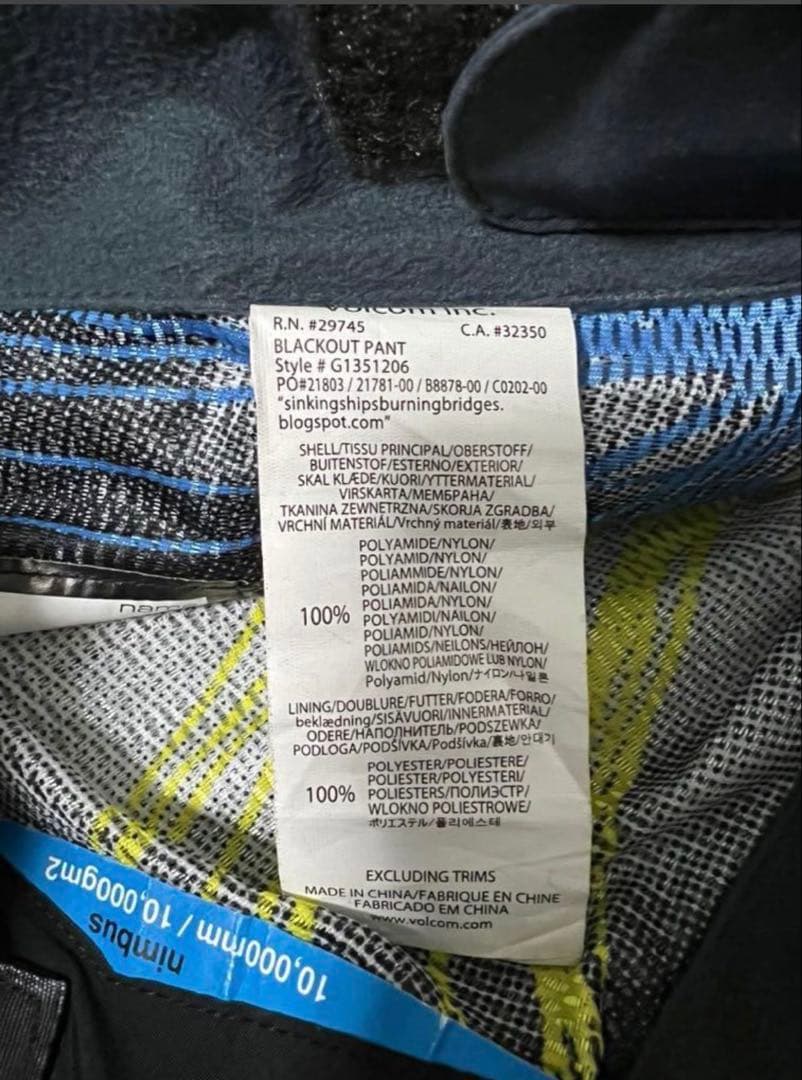 Volcom Inc.
R.N. #29745 C.A. #32350
BLACKOUT PANT
Style # G1351206
PO#21803 / 21781-00 / B8878-00 / C0202-00
"sinkingshipsburningbridges.
blogspot.com"
SHELL/TISSU PRINCIPAL/OBERSTOFF/
BUITENSTOF/ESTERNO/EXTERIOR/
SKAL KLÆDE/KUORI/YTTERMATERIAL/
VIRSKARTA/МЕМБРАНА/
TKANINA ZEWNETRZNA/SKORJA ZGRADBA/
VRCHNÍ MATERIÁL/Vrchný materiál/表地/외부
POLYAMIDE/NYLON/
POLYAMID/NYLON/
POLIAMMIDE/NYLON/
POLIAMIDA/NAILON/
100% POLIAMIDA/NYLON/
POLYAMIDI/NAILON/
POLIAMID/NYLON/
POLIAMIDS/NEILONS/НЕЙЛОН/
WLOKNO POLIAMIDOWE LUB NYLON/
Polyamid/Nylon/ナイロン/나일론
LINING/DOUBLURE/FUTTER/FODERA/FORRO/
beklædning/SISÄVUORI/INNERMATERIAL/
ODERE/НАПОЛНИТЕЛЬ/PODSZEWKA/
PODLOGA/PODŠÍVKA/Podšívka/裏地/안대기
POLYESTER/POLIESTERE/
POLIESTER/POLYESTERI/
100% POLIESTERS/ПОЛИЭСТР/
WLOKNO POLIESTROWE/
ポリエステル/폴리에스테
EXCLUDING TRIMS
MADE IN CHINA/FABRIQUE EN CHINE
FABRICADO EM CHINA
www.volcom.com
nimbus
10,000mm / 10,000gm2